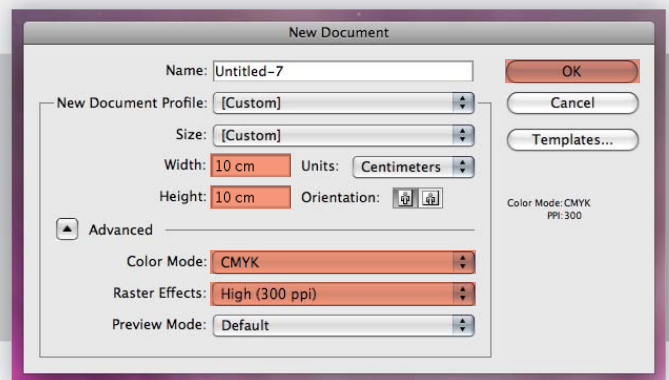 New Document
Name: Untitled-7
OK
New Document Profile: [Custom]
Cancel
Size: [Custom]
Templates...
Width: 10 cm Units: Centimeters
Height: 10 cm Orientation:
Color Mode: CMYK
PPI: 300
Advanced
Color Mode: CMYK
Raster Effects: High (300 ppi)
Preview Mode: Default